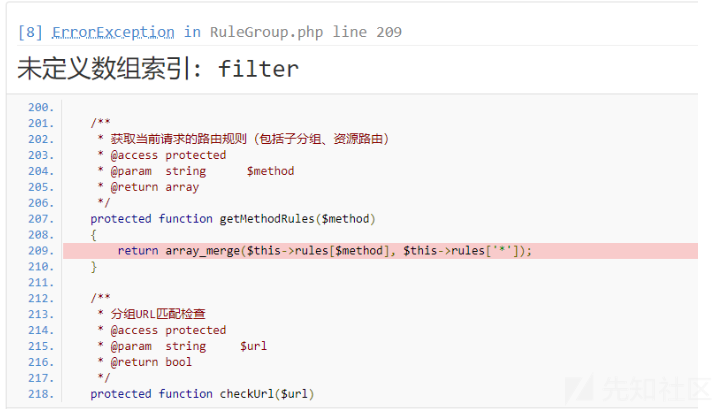 [8] ErrorException in RuleGroup.php line 209
未定义数组索引: filter
200.
201. /**
202. * 获取当前请求的路由规则（包括子分组、资源路由）
203. * @access protected
204. * @param string $method
205. * @return array
206. */
207. protected function getMethodRules($method)
208. {
209. return array_merge($this->rules[$method], $this->rules['*']);
210. }
211.
212. /**
213. * 分组URL匹配检查
214. * @access protected
215. * @param string $url
216. * @return bool
217. */
218. protected function checkUrl($url)
先知社区